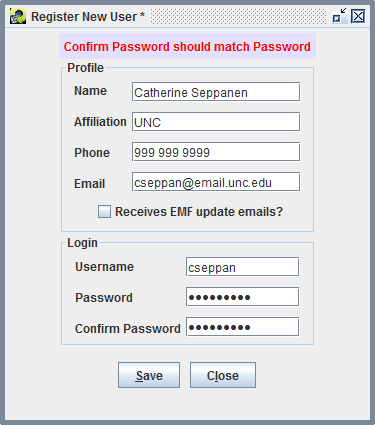 Register New User *
Confirm Password should match Password
Profile
Name Catherine Seppanen
Affiliation UNC
Phone 999 999 9999
Email cseppan@email.unc.edu
Receives EMF update emails?
Login
Username cseppan
Password •••••••••
Confirm Password •••••••••
Save Close